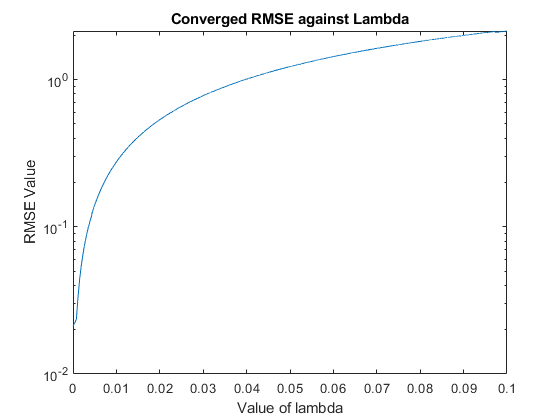 Converged RMSE against Lambda
10^0
10^-1
10^-2
RMSE Value
0 0.01 0.02 0.03 0.04 0.05 0.06 0.07 0.08 0.09 0.1
Value of lambda